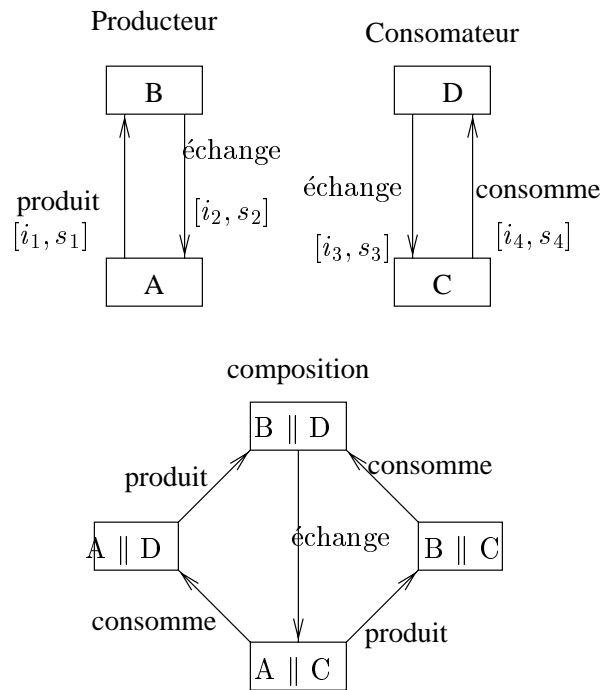 Producteur
Consomateur
B
D
échange
produit
[i₁, s₁]
[i₂, s₂]
échange
consomme
[i₃, s₃]
[i₄, s₄]
A
C
composition
B ∥ D
produit
consomme
A ∥ D
échange
B ∥ C
consomme
produit
A ∥ C